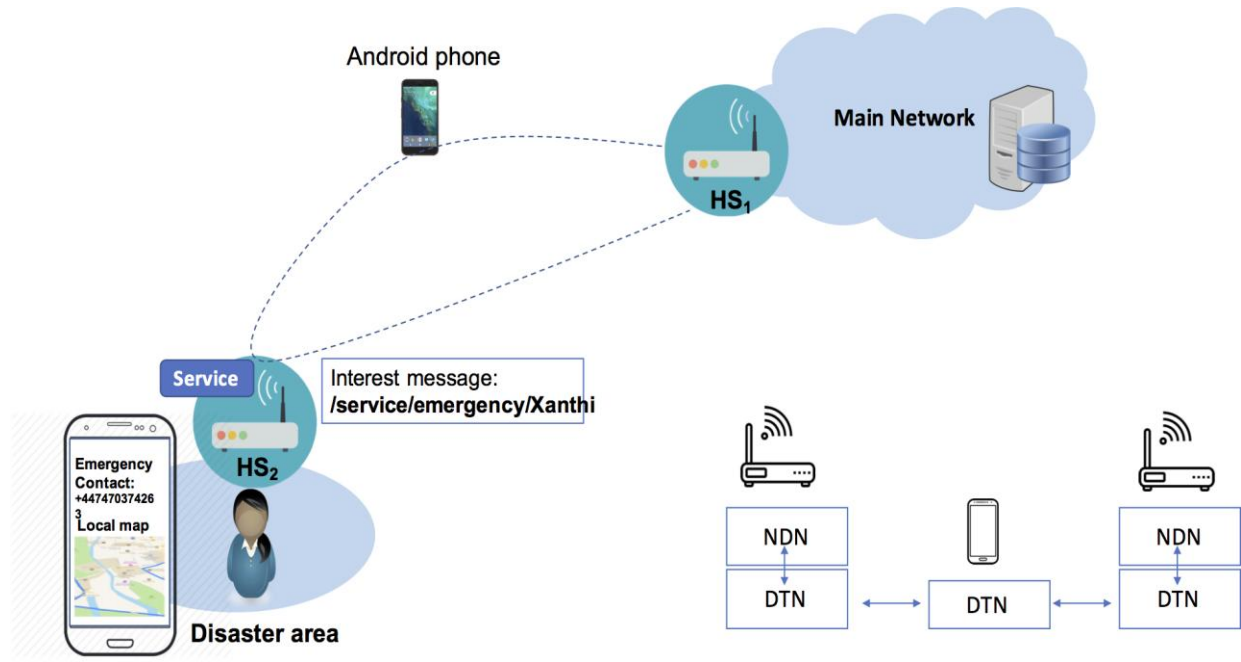 Android phone
Main Network
HS₁
Service
Interest message:
/service/emergency/Xanthi
HS₂
Emergency
Contact:
+44747037426
3
Local map
Disaster area
NDN
NDN
DTN
DTN
DTN